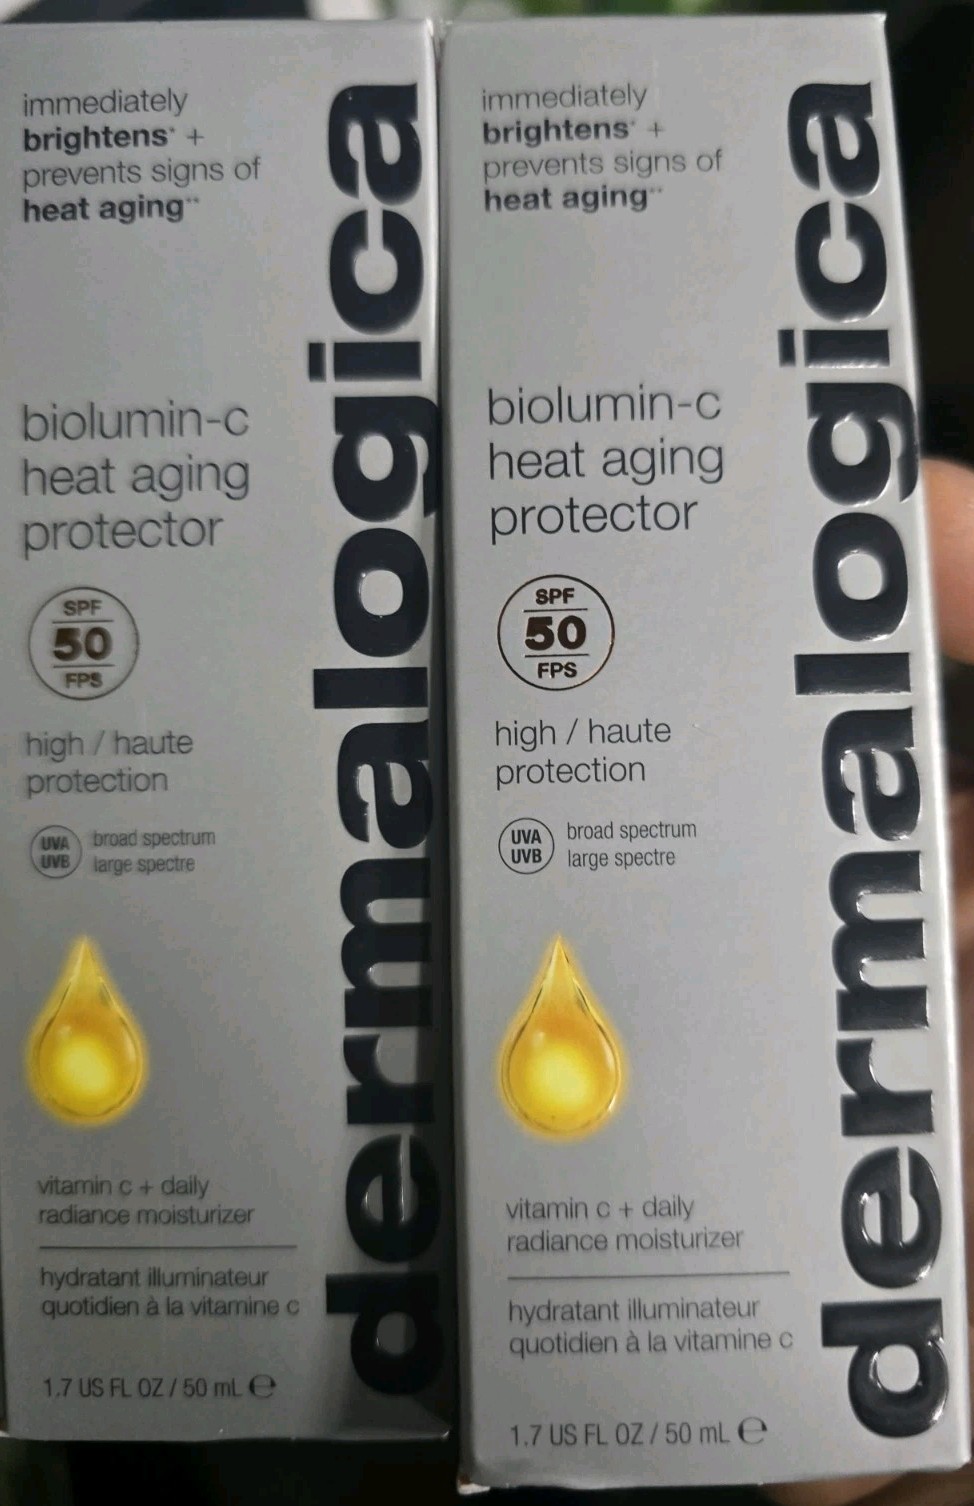 immediately
brightens* +
prevents signs of
heat aging**
biolumin-c
heat aging
protector
SPF
50
FPS
high / haute
protection
UVA
UVB
broad spectrum
large spectre
vitamin c + daily
radiance moisturizer
hydratant illuminateur
quotidien à la vitamine c
1.7 US FL OZ / 50 mL ℮
dermalogica
immediately
brightens* +
prevents signs of
heat aging**
biolumin-c
heat aging
protector
SPF
50
FPS
high / haute
protection
UVA
UVB
broad spectrum
large spectre
vitamin c + daily
radiance moisturizer
hydratant illuminateur
quotidien à la vitamine c
1.7 US FL OZ / 50 mL ℮
dermalogica